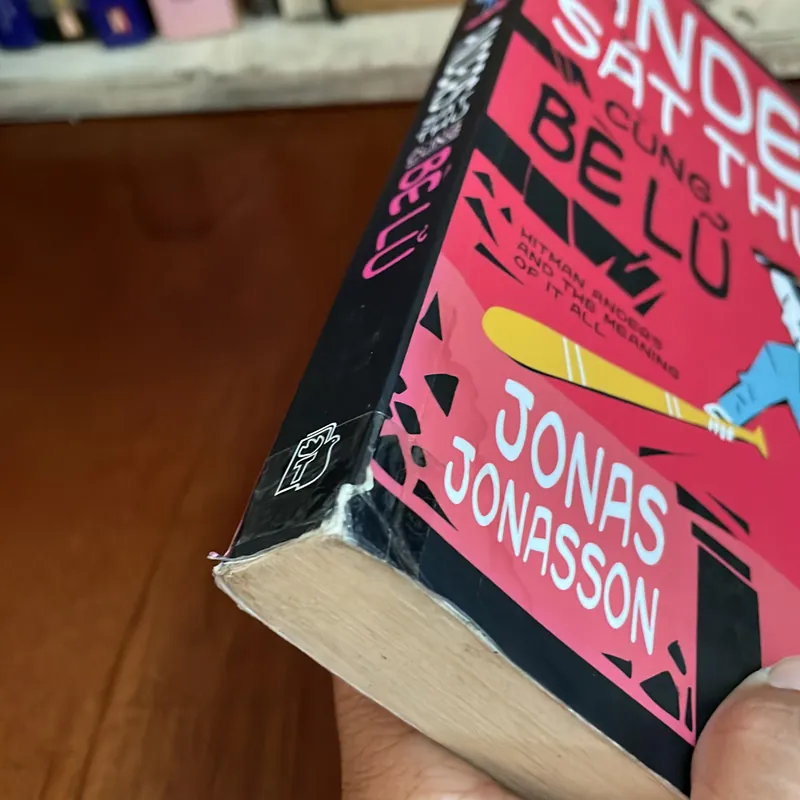 SÁT THỦ
CÙNG
BÈ LŨ
HITMAN ANDERS
AND THE MEANING
OF IT ALL
JONAS
JONASSON
BÈ LŨ